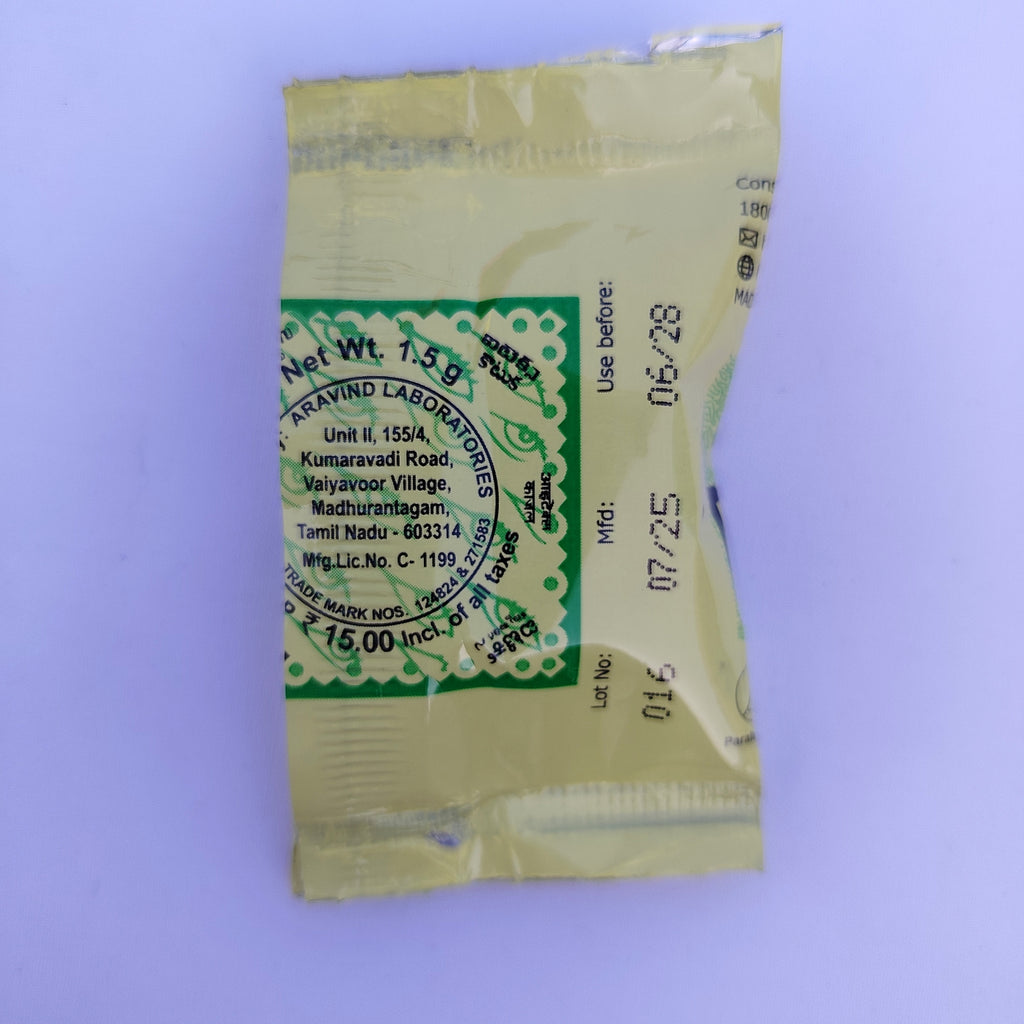 Net Wt. 1.5 g
ARAVIND LABORATORIES
Unit II, 155/4,
Kumaravadi Road,
Vaiyavoor Village,
Madhurantagam,
Tamil Nadu - 603314
Mfg.Lic.No. C- 1199
TRADE MARK NOS. 124824 & 271583
₹ 15.00 Incl. of all taxes
Use before: 06/28
Mfd: 07/25
Lot No: 016